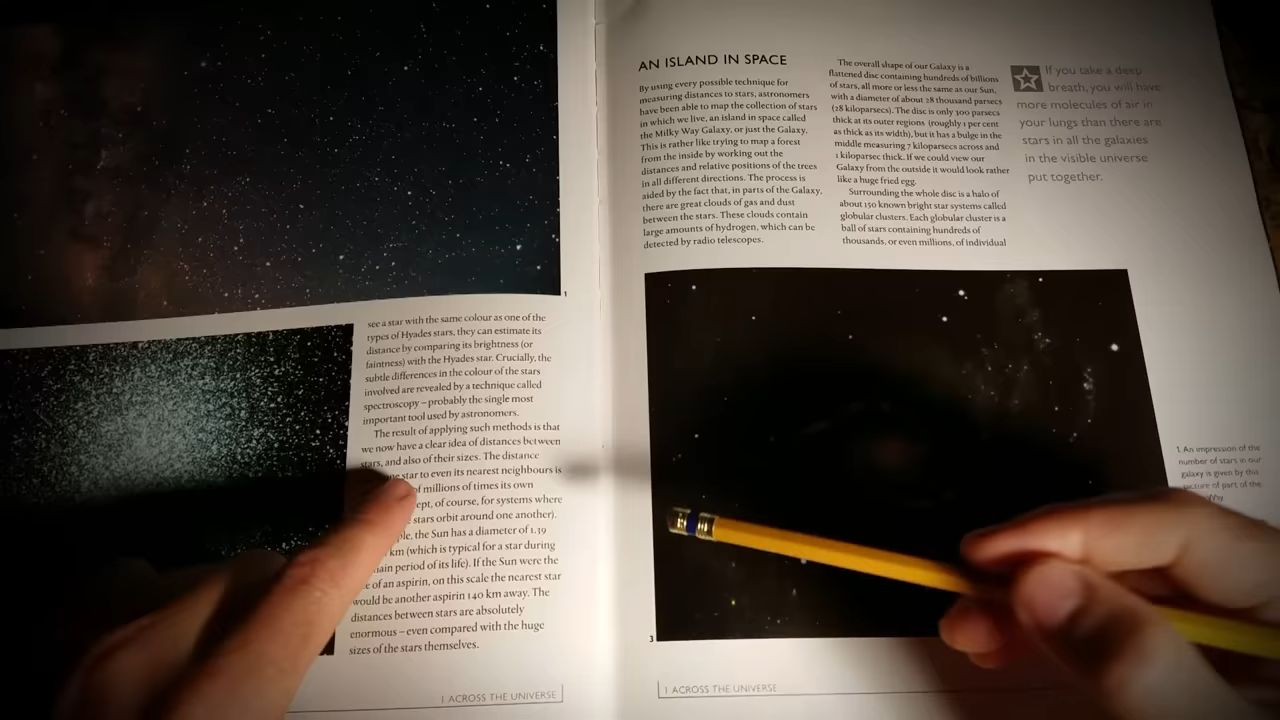 1
see a star with the same colour as one of the
types of Hyades stars, they can estimate its
distance by comparing its brightness (or
faintness) with the Hyades star. Crucially, the
subtle differences in the colour of the stars
involved are revealed by a technique called
spectroscopy – probably the single most
important tool used by astronomers.
The result of applying such methods is that
we now have a clear idea of distances between
stars, and also of their sizes. The distance
star to even its nearest neighbours is
of millions of times its own
of course, for systems where
stars orbit around one another).
the Sun has a diameter of 1.39
km (which is typical for a star during
period of its life). If the Sun were the
of an aspirin, on this scale the nearest star
would be another aspirin 140 km away. The
distances between stars are absolutely
enormous – even compared with the huge
sizes of the stars themselves.
1 ACROSS THE UNIVERSE
AN ISLAND IN SPACE
By using every possible technique for
measuring distances to stars, astronomers
have been able to map the collection of stars
in which we live, an island in space called
the Milky Way Galaxy, or just the Galaxy.
This is rather like trying to map a forest
from the inside by working out the
distances and relative positions of the trees
in all different directions. The process is
aided by the fact that, in parts of the Galaxy,
there are great clouds of gas and dust
between the stars. These clouds contain
large amounts of hydrogen, which can be
detected by radio telescopes.
The overall shape of our Galaxy is a
flattened disc containing hundreds of billions
of stars, all more or less the same as our Sun,
with a diameter of about 28 thousand parsecs
(28 kiloparsecs). The disc is only 300 parsecs
thick at its outer regions (roughly 1 per cent
as thick as its width), but it has a bulge in the
middle measuring 7 kiloparsecs across and
1 kiloparsec thick. If we could view our
Galaxy from the outside it would look rather
like a huge fried egg.
Surrounding the whole disc is a halo of
about 150 known bright star systems called
globular clusters. Each globular cluster is a
ball of stars containing hundreds of
thousands, or even millions, of individual
If you take a deep
breath, you will have
more molecules of air in
your lungs than there are
stars in all the galaxies
in the visible universe
put together.
1. An impression of the
number of stars in our
galaxy is given by this
picture of part of the
Way
3
1 ACROSS THE UNIVERSE